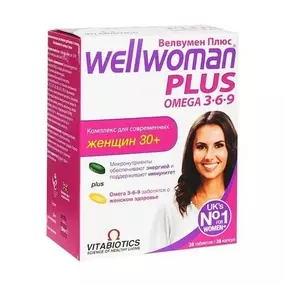 Велвумен Плюс
wellwoman
PLUS
OMEGA 3·6·9
Комплекс для современных
женщин 30+
Микронутриенты
обеспечивают энергией и
поддерживают иммунитет
plus
Омега 3-6-9 заботятся о
женском здоровье
UK's
No1
FOR
WOMEN
VITABIOTICS
SCIENCE OF HEALTHY LIVING
28 таблеток/28 капсул